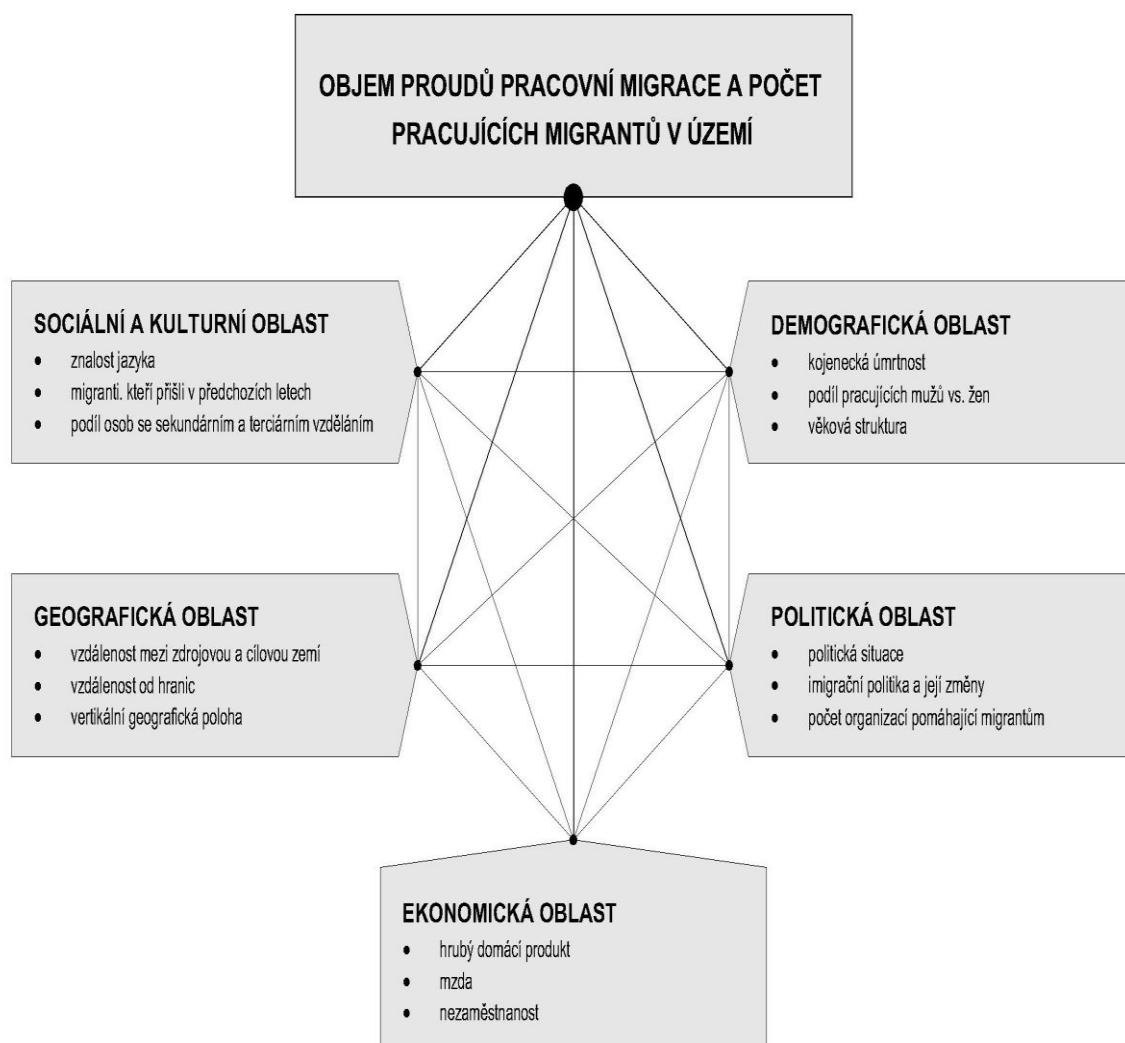 OBJEM PROUDŮ PRACOVNÍ MIGRACE A POČET
PRACUJÍCÍCH MIGRANTŮ V ÚZEMÍ
SOCIÁLNÍ A KULTURNÍ OBLAST
• znalost jazyka
• migranti. kteří přišli v předchozích letech
• podíl osob se sekundárním a terciárním vzděláním
DEMOGRAFICKÁ OBLAST
• kojenecká úmrtnost
• podíl pracujících mužů vs. žen
• věková struktura
GEOGRAFICKÁ OBLAST
• vzdálenost mezi zdrojovou a cílovou zemí
• vzdálenost od hranic
• vertikální geografická poloha
POLITICKÁ OBLAST
• politická situace
• imigrační politika a její změny
• počet organizací pomáhající migrantům
EKONOMICKÁ OBLAST
• hrubý domácí produkt
• mzda
• nezaměstnanost